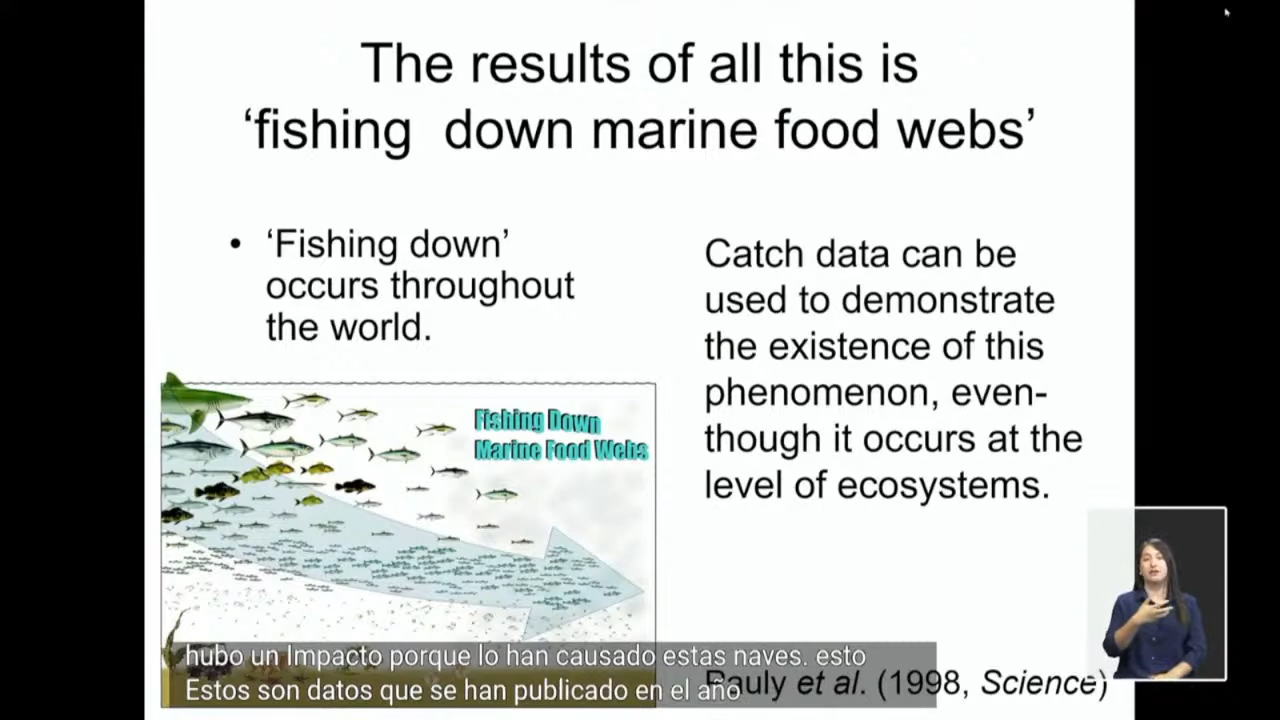 The results of all this is
‘fishing down marine food webs’
• ‘Fishing down’
occurs throughout
the world.
Catch data can be
used to demonstrate
the existence of this
phenomenon, even-
though it occurs at the
level of ecosystems.
Fishing Down
Marine Food Webs
hubo un Impacto porque lo han causado estas naves. esto
Estos son datos que se han publicado en el año
Pauly et al. (1998, Science)